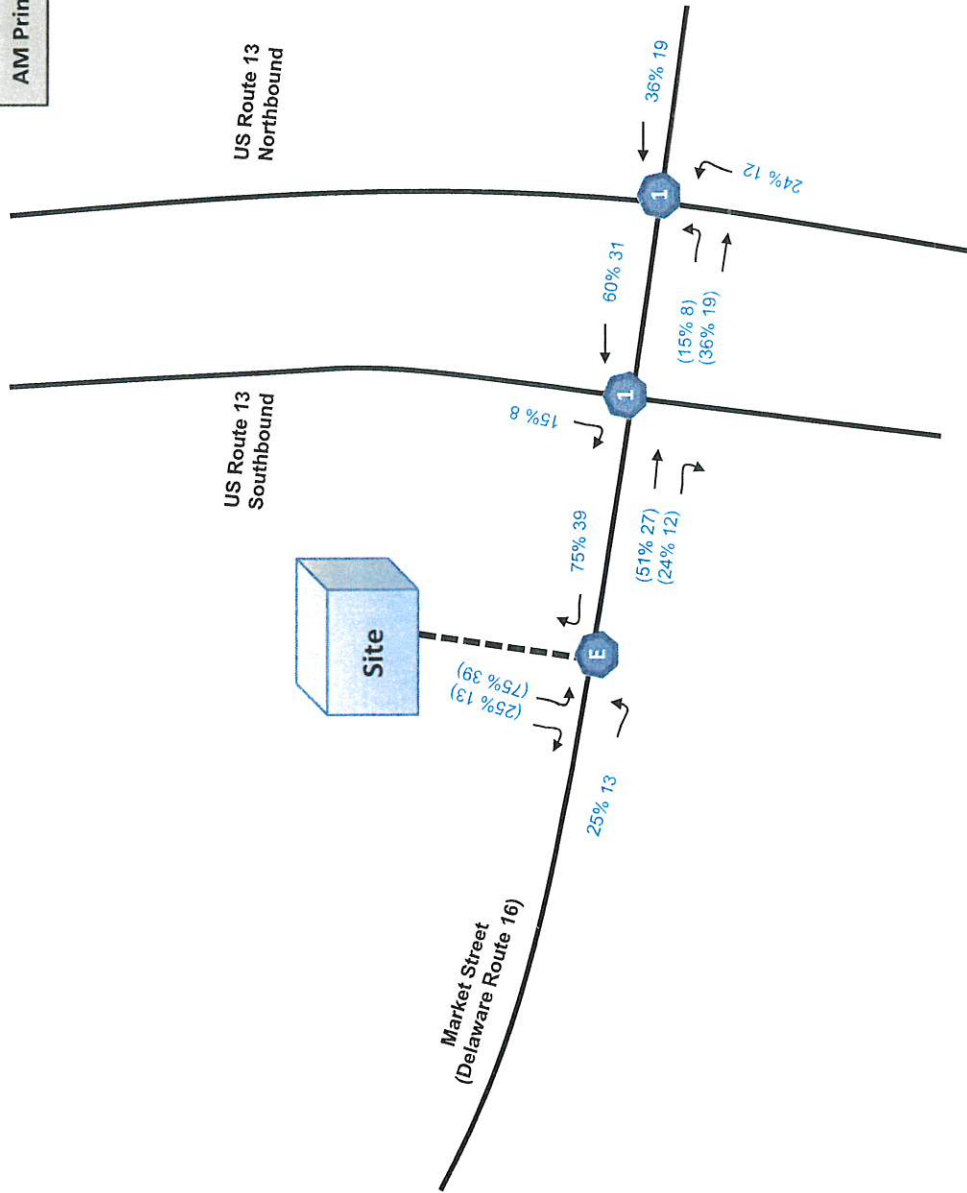 AM Prin
US Route 13
Northbound
US Route 13
Southbound
Site
Market Street
(Delaware Route 16)
36% 19
24% 12
1
60% 31
(15% 8)
(36% 19)
1
15% 8
75% 39
(51% 27)
(24% 12)
E
(75% 39)
(25% 13)
25% 13